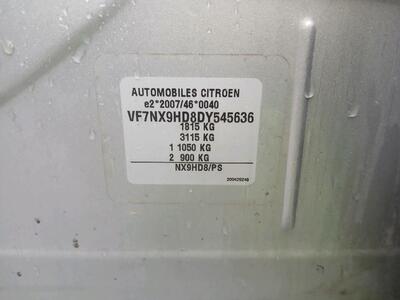 AUTOMOBILES CITROEN
e2*2007/46*0040
VF7NX9HD8DY545636
1815 KG
3115 KG
1 1050 KG
2 900 KG
NX9HD8/PS